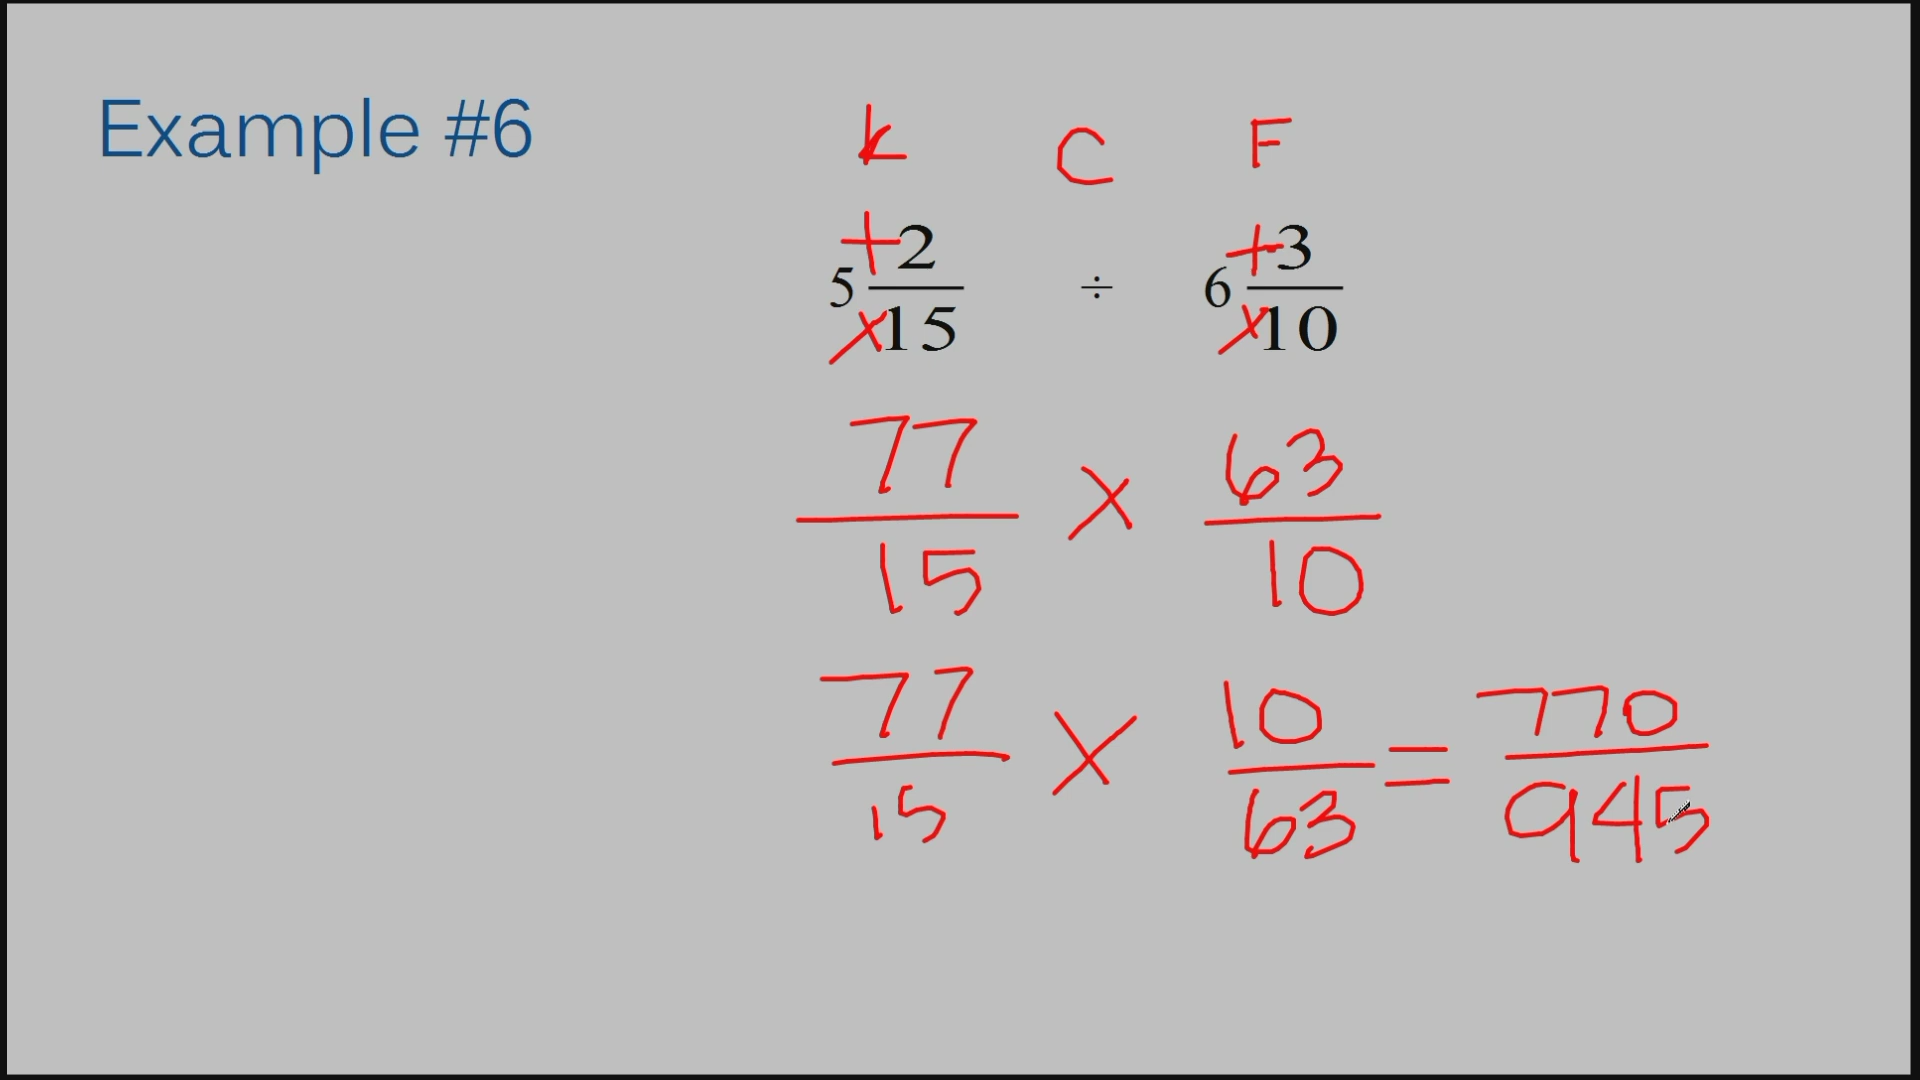 Example #6
K C F
5 +2/×15 ÷ 6 +3/×10
77/15 × 63/10
77/15 × 10/63 = 770/945